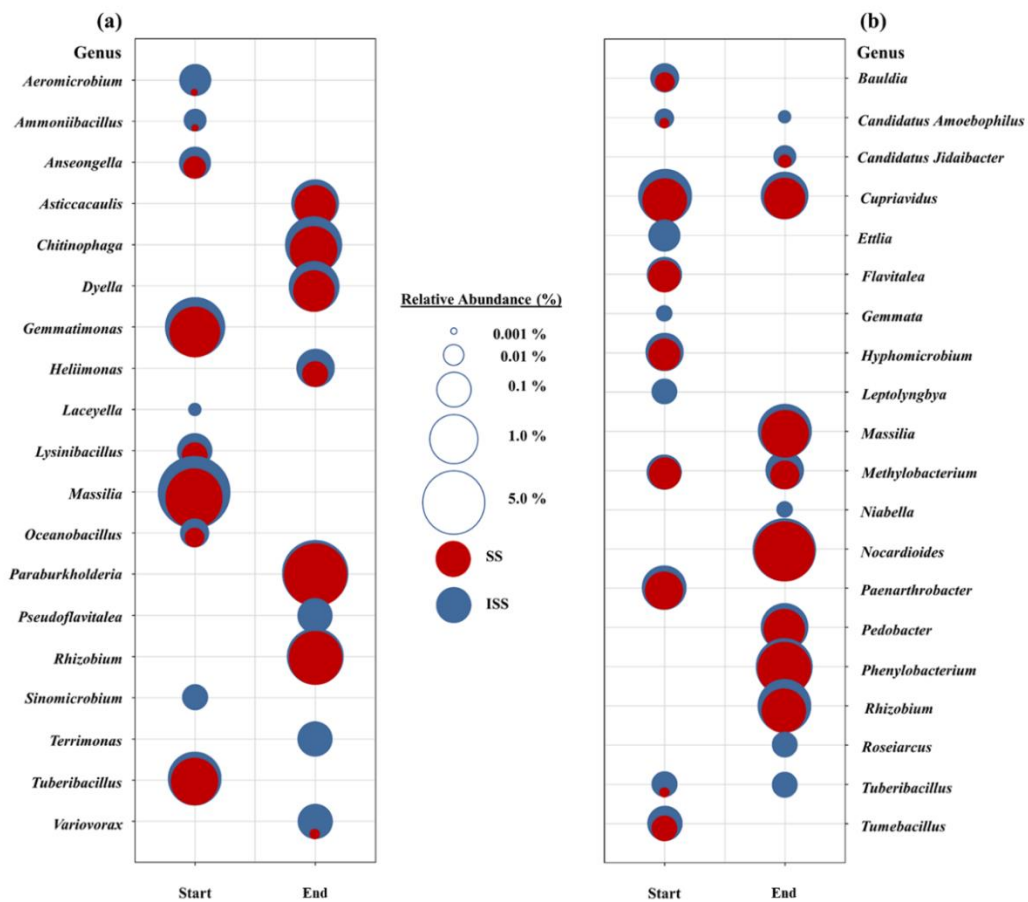 (a)
Genus
Aeromicrobium
Ammoniibacillus
Anseongella
Asticcacaulis
Chitinophaga
Dyella
Gemmatimonas
Heliimonas
Laceyella
Lysinibacillus
Massilia
Oceanobacillus
Paraburkholderia
Pseudoflavitalea
Rhizobium
Sinomicrobium
Terrimonas
Tuberibacillus
Variovorax
Start End
Relative Abundance (%)
0.001 %
0.01 %
0.1 %
1.0 %
5.0 %
SS
ISS
(b)
Genus
Bauldia
Candidatus Amoebophilus
Candidatus Jidaibacter
Cupriavidus
Ettlia
Flavitalea
Gemmata
Hyphomicrobium
Leptolyngbya
Massilia
Methylobacterium
Niabella
Nocardioides
Paenarthrobacter
Pedobacter
Phenylobacterium
Rhizobium
Roseiarcus
Tuberibacillus
Tumebacillus
Start End